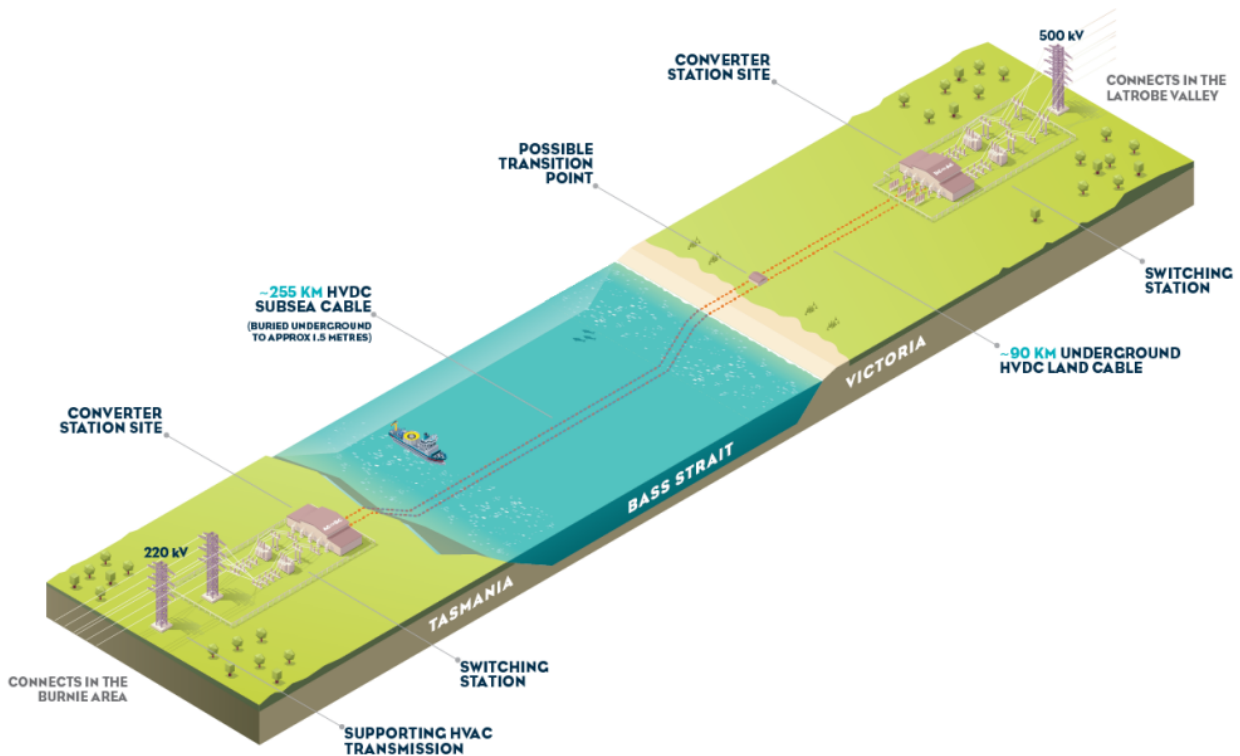 500 kV
CONVERTER
STATION SITE
CONNECTS IN THE
LATROBE VALLEY
POSSIBLE
TRANSITION
POINT
SWITCHING
STATION
~255 KM HVDC
SUBSEA CABLE
(BURIED UNDERGROUND
TO APPROX 1.5 METRES)
~90 KM UNDERGROUND
HVDC LAND CABLE
VICTORIA
BASS STRAIT
TASMANIA
CONVERTER
STATION SITE
220 kV
CONNECTS IN THE
BURNIE AREA
SWITCHING
STATION
SUPPORTING HVAC
TRANSMISSION